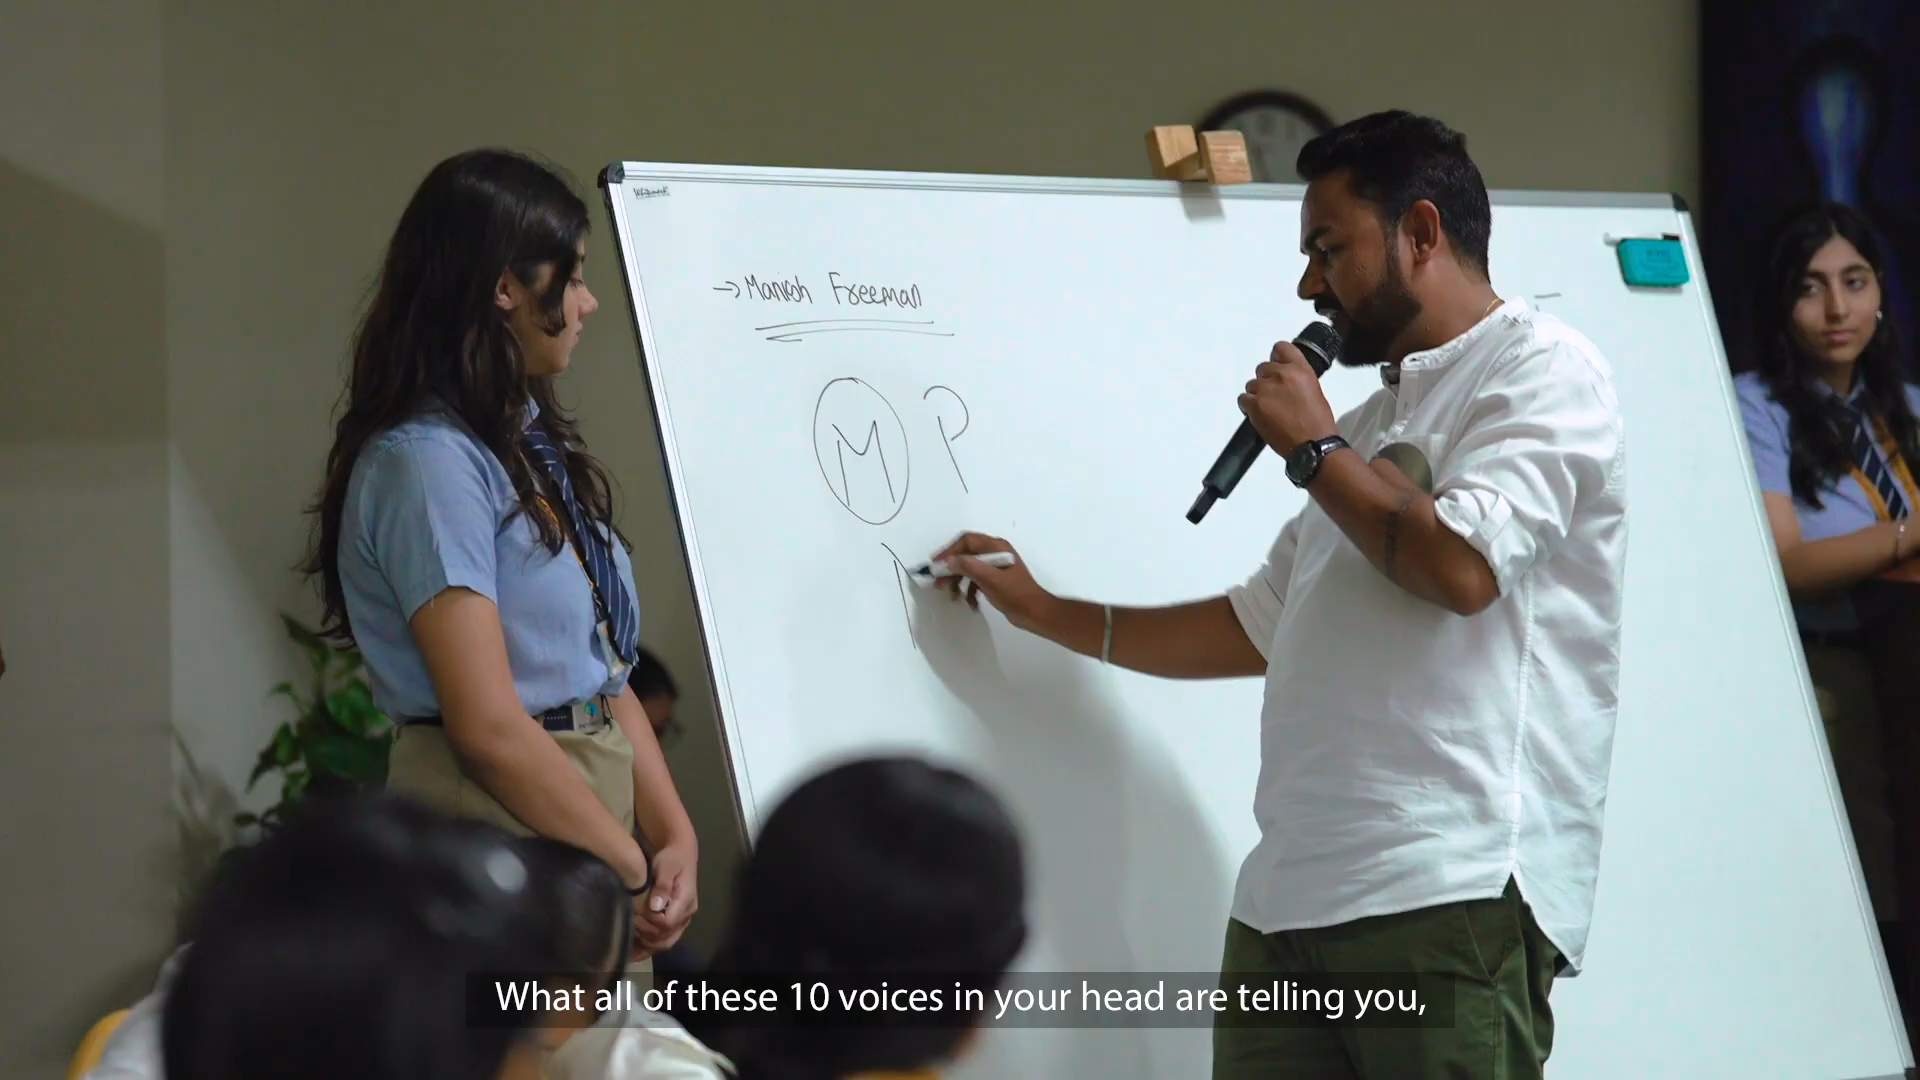 → Manish Freeman
M P
What all of these 10 voices in your head are telling you,